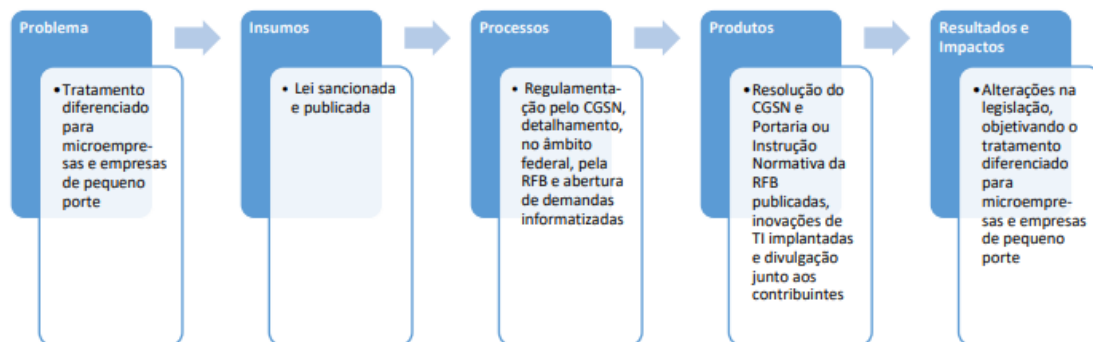 Problema
•Tratamento
diferenciado
para
microempre-
sas e empresas
de pequeno
porte
Insumos
• Lei sancionada
e publicada
Processos
• Regulamenta-
ção pelo CGSN,
detalhamento,
no âmbito
federal, pela
RFB e abertura
de demandas
informatizadas
Produtos
•Resolução do
CGSN e
Portaria ou
Instrução
Normativa da
RFB
publicadas,
inovações de
TI implantadas
e divulgação
junto aos
contribuintes
Resultados e
Impactos
•Alterações na
legislação,
objetivando o
tratamento
diferenciado
para
microempre-
sas e empresas
de pequeno
porte